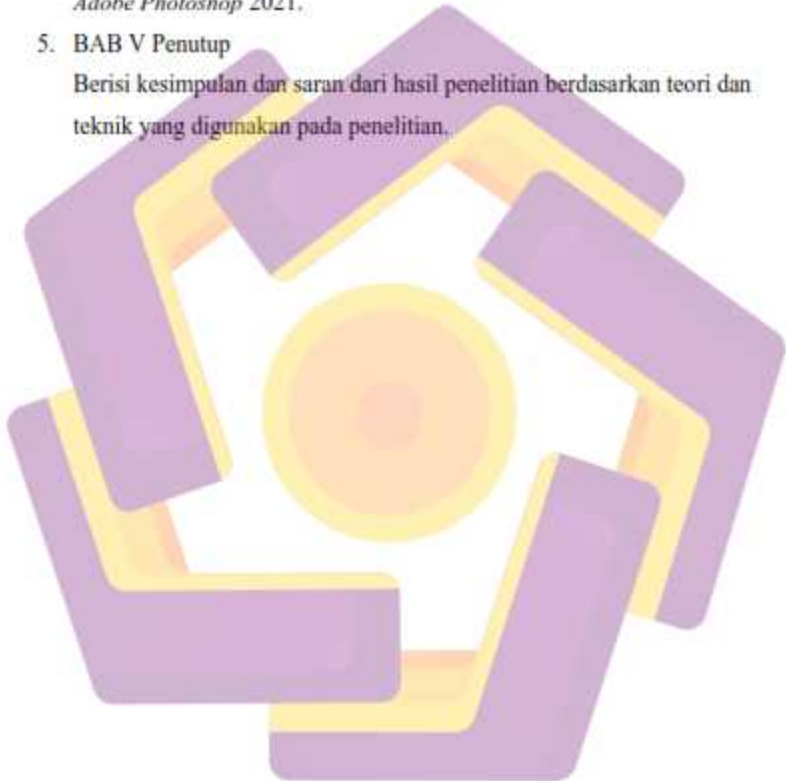 Adobe Photoshop 2021.
5. BAB V Penutup
Berisi kesimpulan dan saran dari hasil penelitian berdasarkan teori dan
teknik yang digunakan pada penelitian.